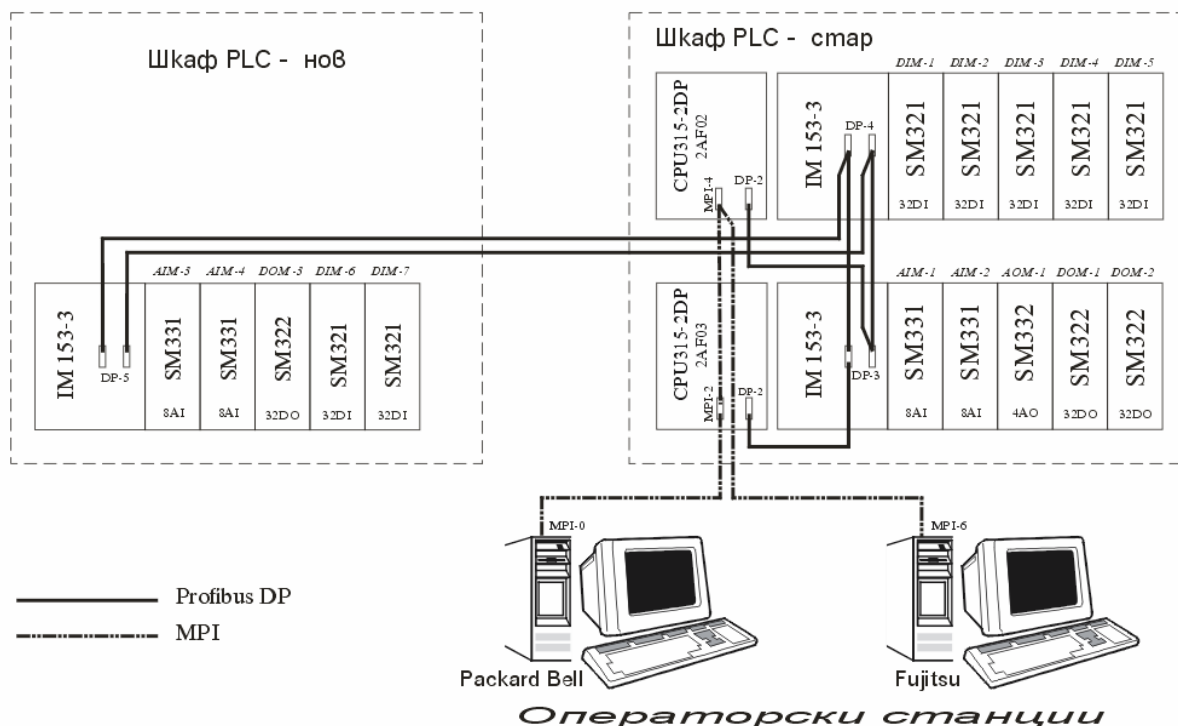 Шкаф PLC - нов
Шкаф PLC - стар
CPU315-2DP
2AF02
MPI-4
DP-2
IM 153-3
DP-4
DIM-1
DIM-2
DIM-3
DIM-4
DIM-5
SM321
SM321
SM321
SM321
SM321
32DI
32DI
32DI
32DI
32DI
IM 153-3
DP-5
AIM-3
AIM-4
DOM-3
DIM-6
DIM-7
SM331
SM331
SM322
SM321
SM321
8AI
8AI
32DO
32DI
32DI
CPU315-2DP
2AF03
MPI-2
DP-2
IM 153-3
DP-3
AIM-1
AIM-2
AOM-1
DOM-1
DOM-2
SM331
SM331
SM332
SM322
SM322
8AI
8AI
4AO
32DO
32DO
MPI-0
MPI-6
Profibus DP
MPI
Packard Bell
Fujitsu
Операторски станции